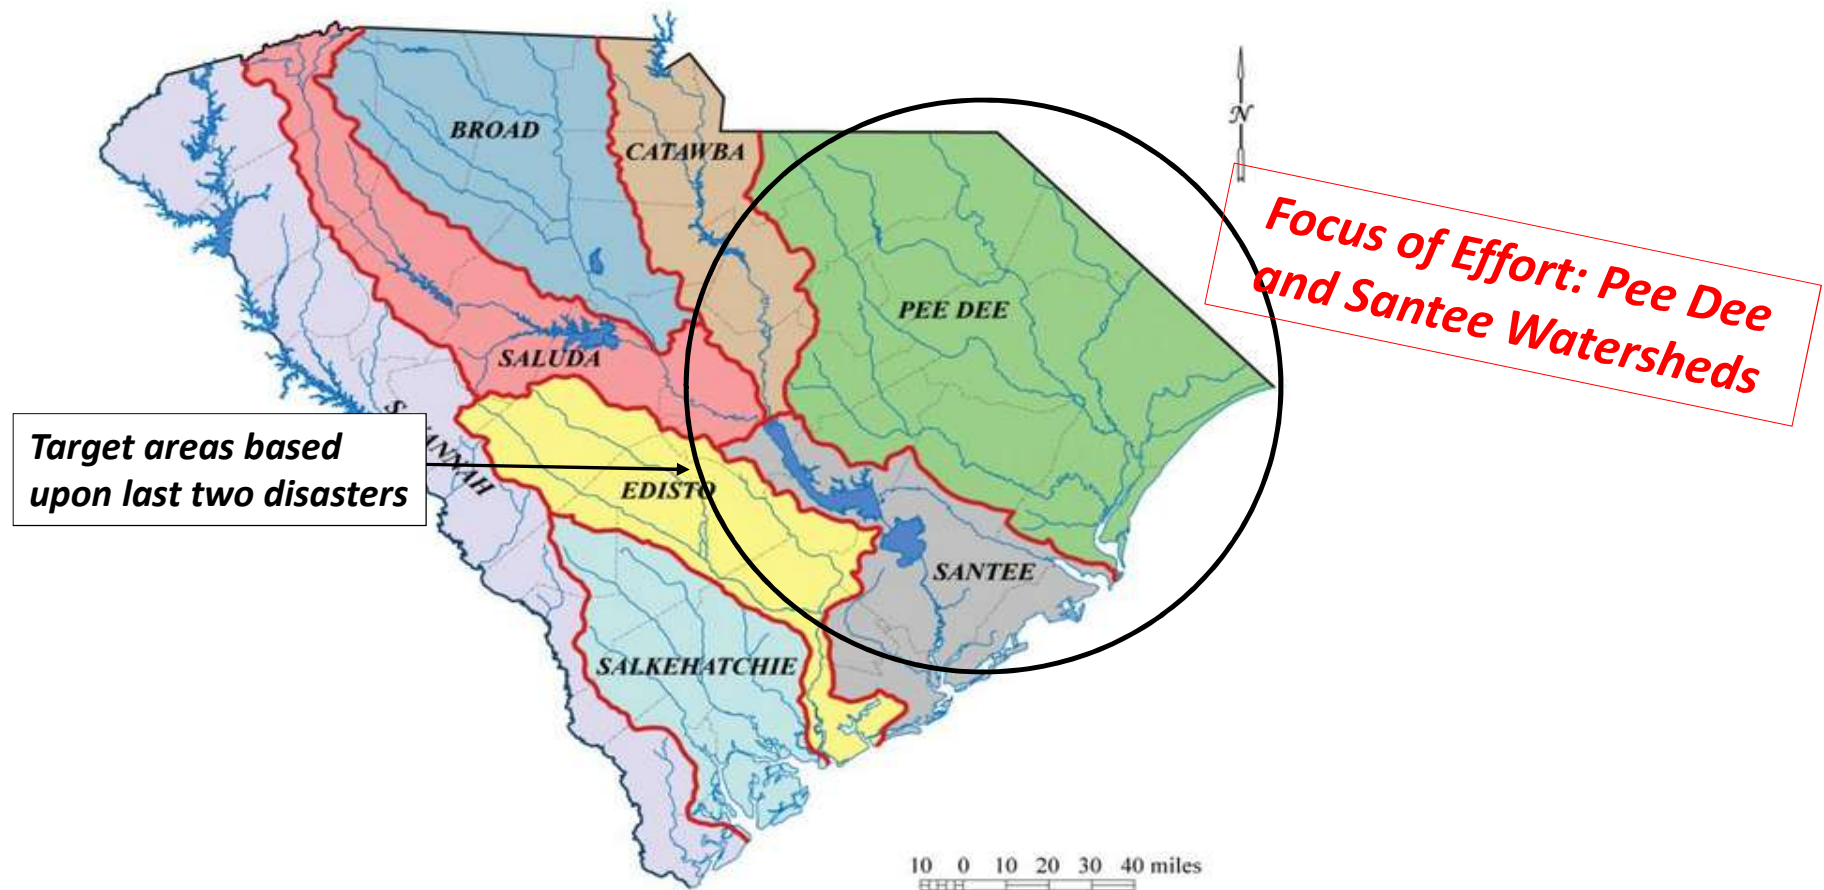 BROAD
CATAWBA
N
Focus of Effort: Pee Dee
and Santee Watersheds
PEE DEE
SALUDA
Target areas based
upon last two disasters
EDISTO
SANTEE
SALKEHATCHIE
10 0 10 20 30 40 miles